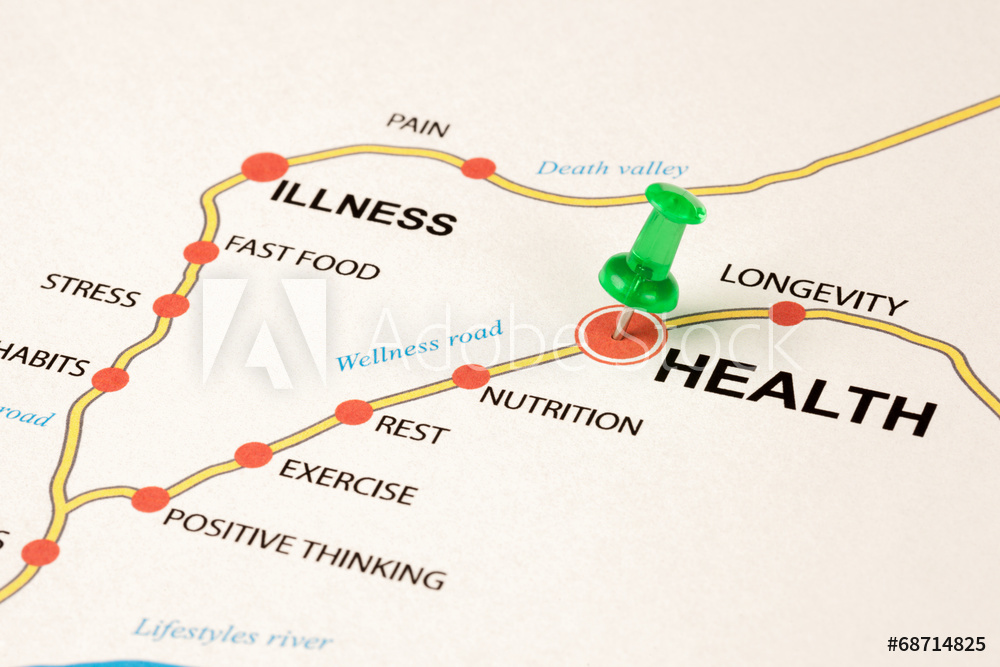 PAIN
Death valley
ILLNESS
FAST FOOD
LONGEVITY
STRESS
Wellness road
Adobe Stock
HEALTH
HABITS
NUTRITION
road
REST
EXERCISE
POSITIVE THINKING
S
Lifestyles river
#68714825